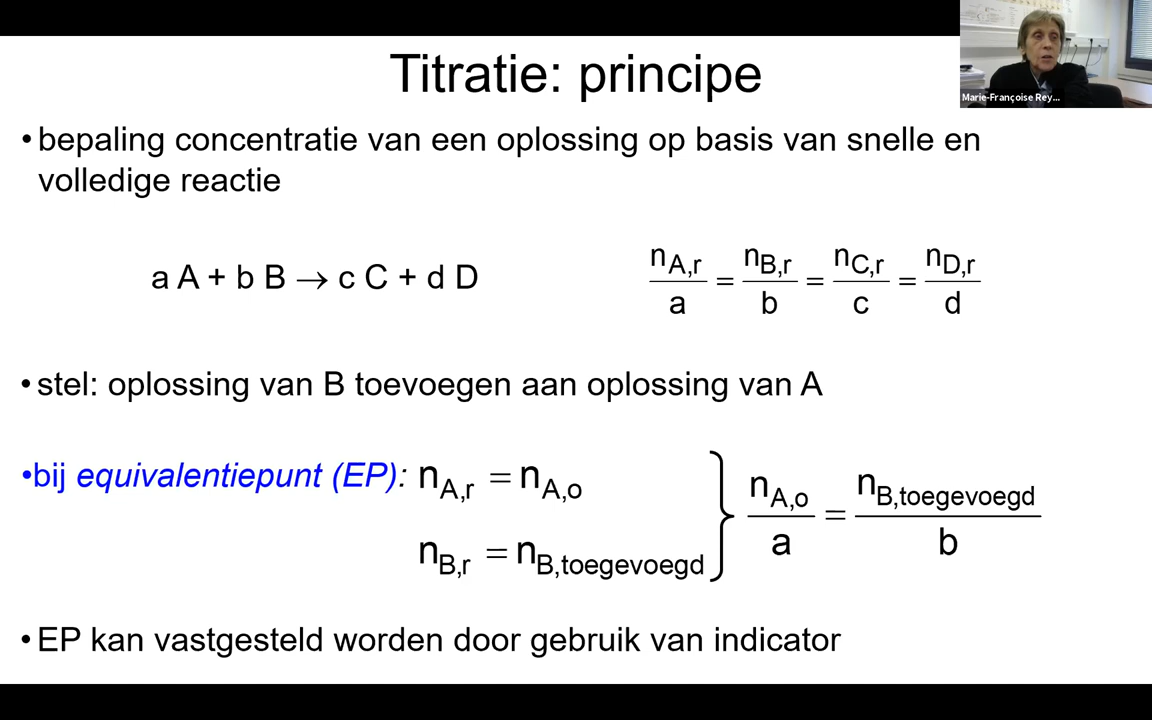 Titratie: principe
Marie-Françoise Rey...
•bepaling concentratie van een oplossing op basis van snelle en
volledige reactie
a A + b B → c C + d D
n_A,r / a = n_B,r / b = n_C,r / c = n_D,r / d
•stel: oplossing van B toevoegen aan oplossing van A
•bij equivalentiepunt (EP): n_A,r = n_A,o
n_B,r = n_B,toegevoegd
} n_A,o / a = n_B,toegevoegd / b
•EP kan vastgesteld worden door gebruik van indicator